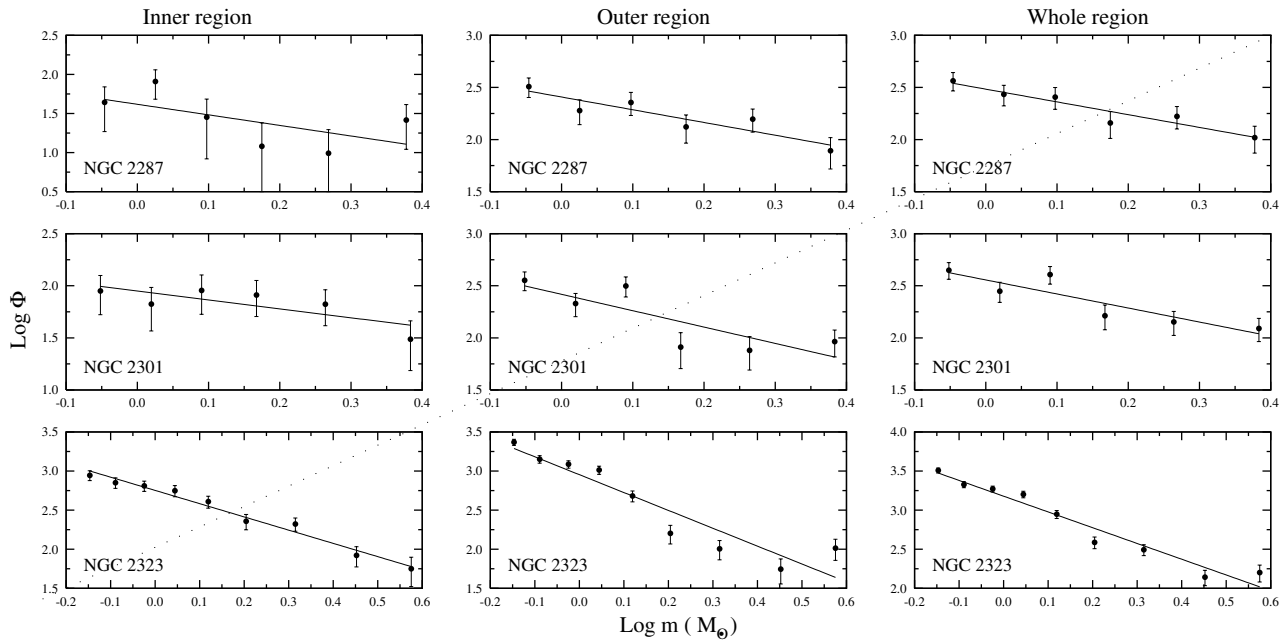 Inner region Outer region Whole region
2.5 3.0 3.0
2.0 2.5 2.5
1.5
1.0 2.0 2.0
NGC 2287 NGC 2287 NGC 2287
0.5 1.5 1.5
-0.1 0.0 0.1 0.2 0.3 0.4 -0.1 0.0 0.1 0.2 0.3 0.4 -0.1 0.0 0.1 0.2 0.3 0.4
2.5 3.0 3.0
2.0 2.5 2.5
Log Φ
1.5 2.0 2.0
NGC 2301 NGC 2301 NGC 2301
1.0 1.5 1.5
-0.1 0.0 0.1 0.2 0.3 0.4 -0.1 0.0 0.1 0.2 0.3 0.4 -0.1 0.0 0.1 0.2 0.3 0.4
3.5 3.5 4.0
3.0 3.0 3.5
2.5 2.5 3.0
2.0 2.0 2.5
NGC 2323 NGC 2323 NGC 2323
1.5 1.5 2.0
-0.2 -0.1 0.0 0.1 0.2 0.3 0.4 0.5 0.6 -0.2 -0.1 0.0 0.1 0.2 0.3 0.4 0.5 0.6 -0.2 -0.1 0.0 0.1 0.2 0.3 0.4 0.5 0.6
Log m ( M⊙ )